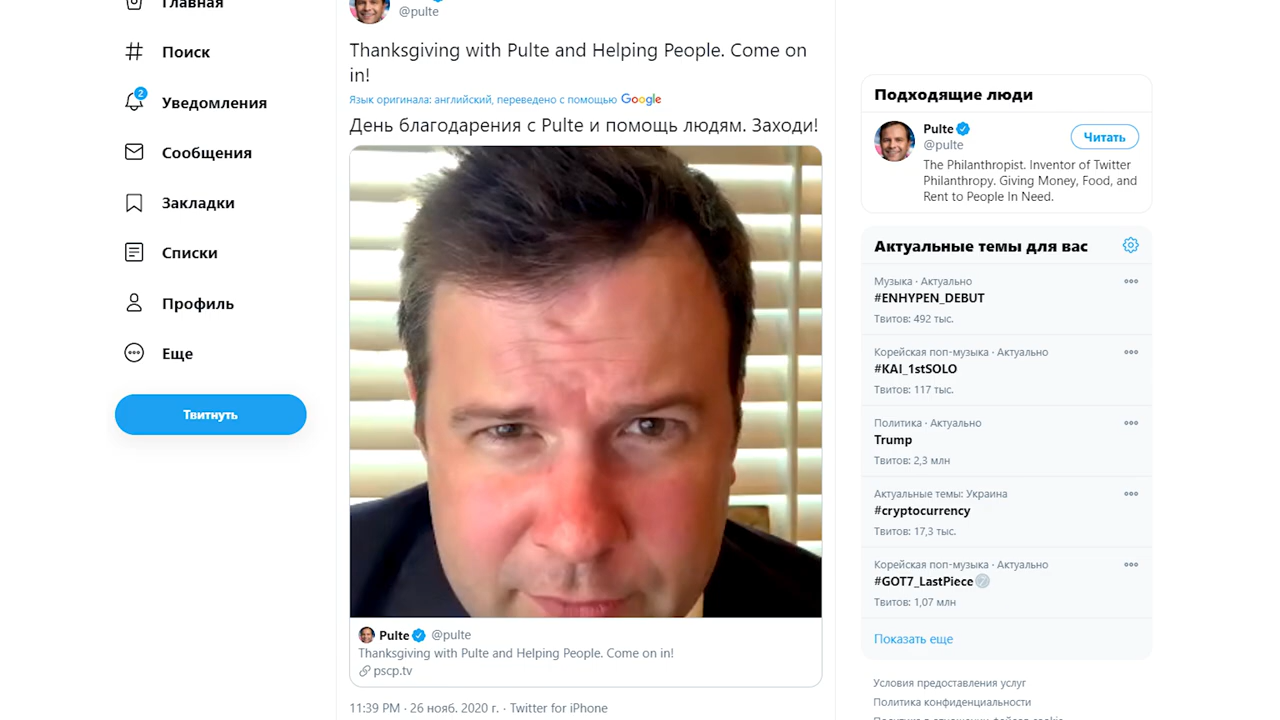 Главная
Поиск
2
Уведомления
Сообщения
Закладки
Списки
Профиль
Еще
Твитнуть
@pulte
Thanksgiving with Pulte and Helping People. Come on
in!
Язык оригинала: английский, переведено с помощью Google
День благодарения с Pulte и помощь людям. Заходи!
Pulte @pulte
Thanksgiving with Pulte and Helping People. Come on in!
pscp.tv
11:39 PM · 26 нояб. 2020 г. · Twitter for iPhone
Подходящие люди
Pulte
@pulte
Читать
The Philanthropist. Inventor of Twitter
Philanthropy. Giving Money, Food, and
Rent to People In Need.
Актуальные темы для вас
Музыка · Актуально
#ENHYPEN_DEBUT
Твитов: 492 тыс.
Корейская поп-музыка · Актуально
#KAI_1stSOLO
Твитов: 117 тыс.
Политика · Актуально
Trump
Твитов: 2,3 млн
Актуальные темы: Украина
#cryptocurrency
Твитов: 17,3 тыс.
Корейская поп-музыка · Актуально
#GOT7_LastPiece
Твитов: 1,07 млн
Показать еще
Условия предоставления услуг
Политика конфиденциальности